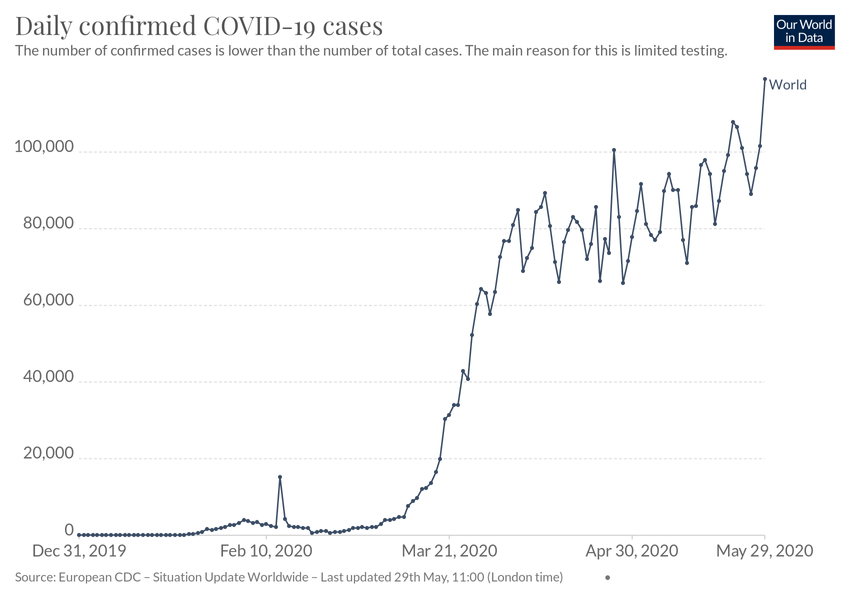 Daily confirmed COVID-19 cases
Our World
in Data
The number of confirmed cases is lower than the number of total cases. The main reason for this is limited testing.
World
100,000
80,000
60,000
40,000
20,000
0
Dec 31, 2019 Feb 10, 2020 Mar 21, 2020 Apr 30, 2020 May 29, 2020
Source: European CDC – Situation Update Worldwide – Last updated 29th May, 11:00 (London time) •